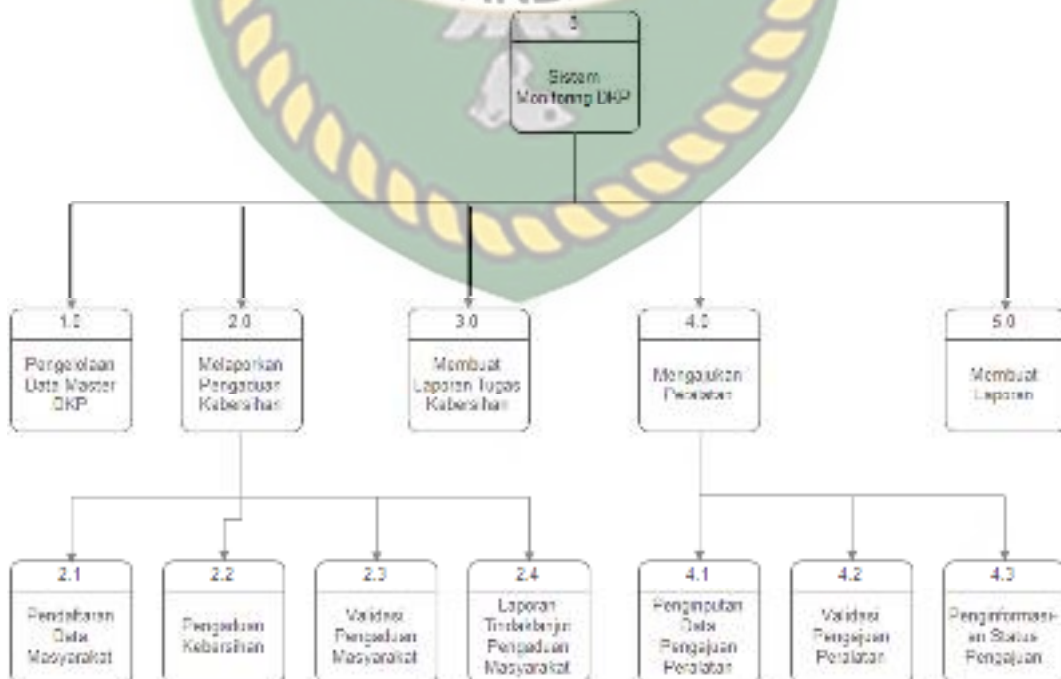 0
Sistem
Monitoring DKP
1.0
Pengelolaan
Data Master
DKP
2.0
Melaporkan
Pengaduan
Kebersihan
3.0
Membuat
Laporan Tugas
Kebersihan
4.0
Mengajukan
Peralatan
5.0
Membuat
Laporan
2.1
Pendaftaran
Data
Masyarakat
2.2
Pengaduan
Kebersihan
2.3
Validasi
Pengaduan
Masyarakat
2.4
Laporan
Tindaklanjut
Pengaduan
Masyarakat
4.1
Penginputan
Data
Pengajuan
Peralatan
4.2
Validasi
Pengajuan
Peralatan
4.3
Penginformasi-
an Status
Pengajuan